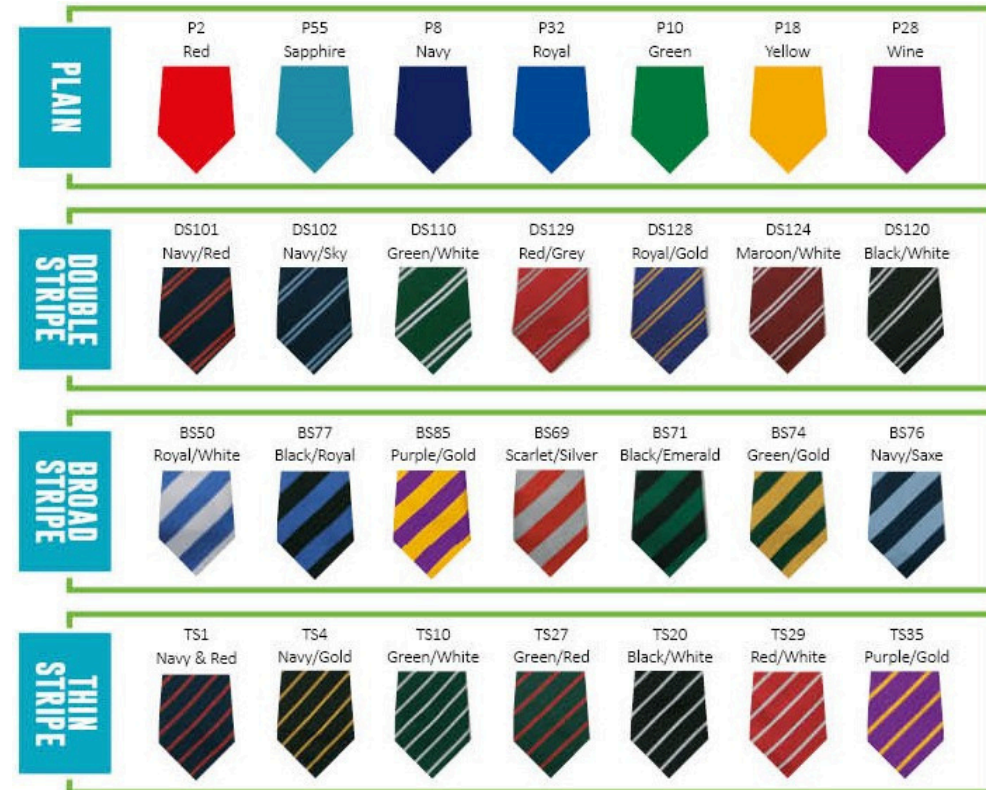 PLAIN
P2 P55 P8 P32 P10 P18 P28
Red Sapphire Navy Royal Green Yellow Wine
DOUBLE
STRIPE
DS101 DS102 DS110 DS129 DS128 DS124 DS120
Navy/Red Navy/Sky Green/White Red/Grey Royal/Gold Maroon/White Black/White
BROAD
STRIPE
BS50 BS77 BS85 BS69 BS71 BS74 BS76
Royal/White Black/Royal Purple/Gold Scarlet/Silver Black/Emerald Green/Gold Navy/Saxe
THIN
STRIPE
TS1 TS4 TS10 TS27 TS20 TS29 TS35
Navy & Red Navy/Gold Green/White Green/Red Black/White Red/White Purple/Gold